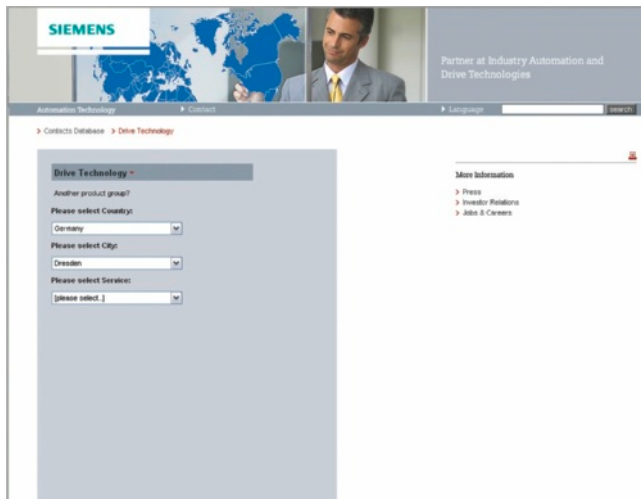 SIEMENS
Partner at Industry Automation and
Drive Technologies
Automation Technology
Contact
Language
search
Contacts Database
Drive Technology
Drive Technology
Another product group?
Please select Country:
Germany
Please select City:
Dresden
Please select Service:
[please select..]
More Information
Press
Investor Relations
Jobs & Careers